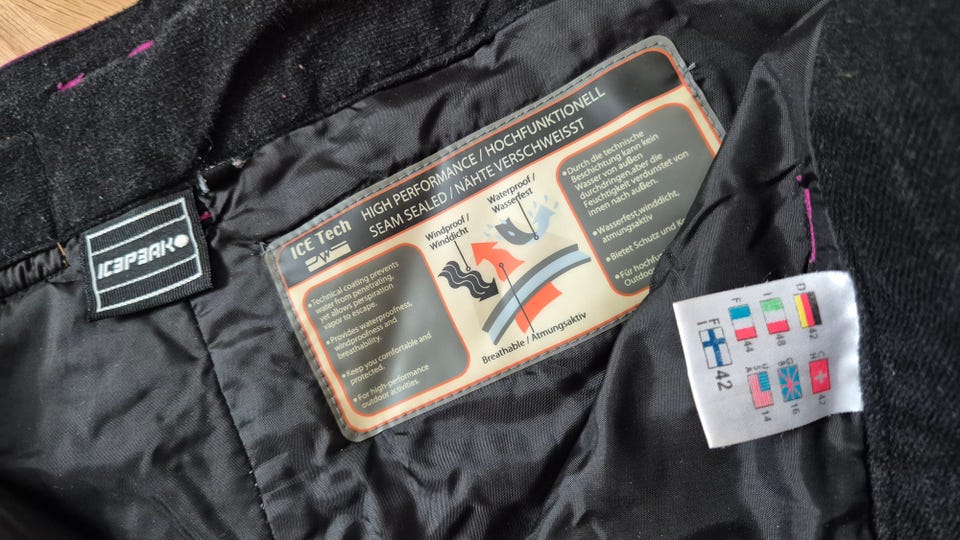 ICEPEAK
ICE Tech
HIGH PERFORMANCE / HOCHFUNKTIONELL
SEAM SEALED / NÄHTE VERSCHWEISST
•Technical coating prevents
water from penetrating,
yet allows perspiration
vapor to escape.
•Provides waterproofness,
windproofness and
breathability.
•Keep you comfortable and
protected.
•For high-performance
outdoor activities.
Windproof /
Winddicht
Waterproof /
Wasserfest
Breathable / Atmungsaktiv
•Durch die technische
Beschichtung kann kein
Wasser von außen
durchdringen,aber die
Feuchtigkeit verdunstet von
innen nach außen.
•Wasserfest,winddicht,
atmungsaktiv
•Bietet Schutz und
•Für hochfunk
Outdoor
FI 42
F 44
I 48
D 42
USA 14
GB 16
CH 42